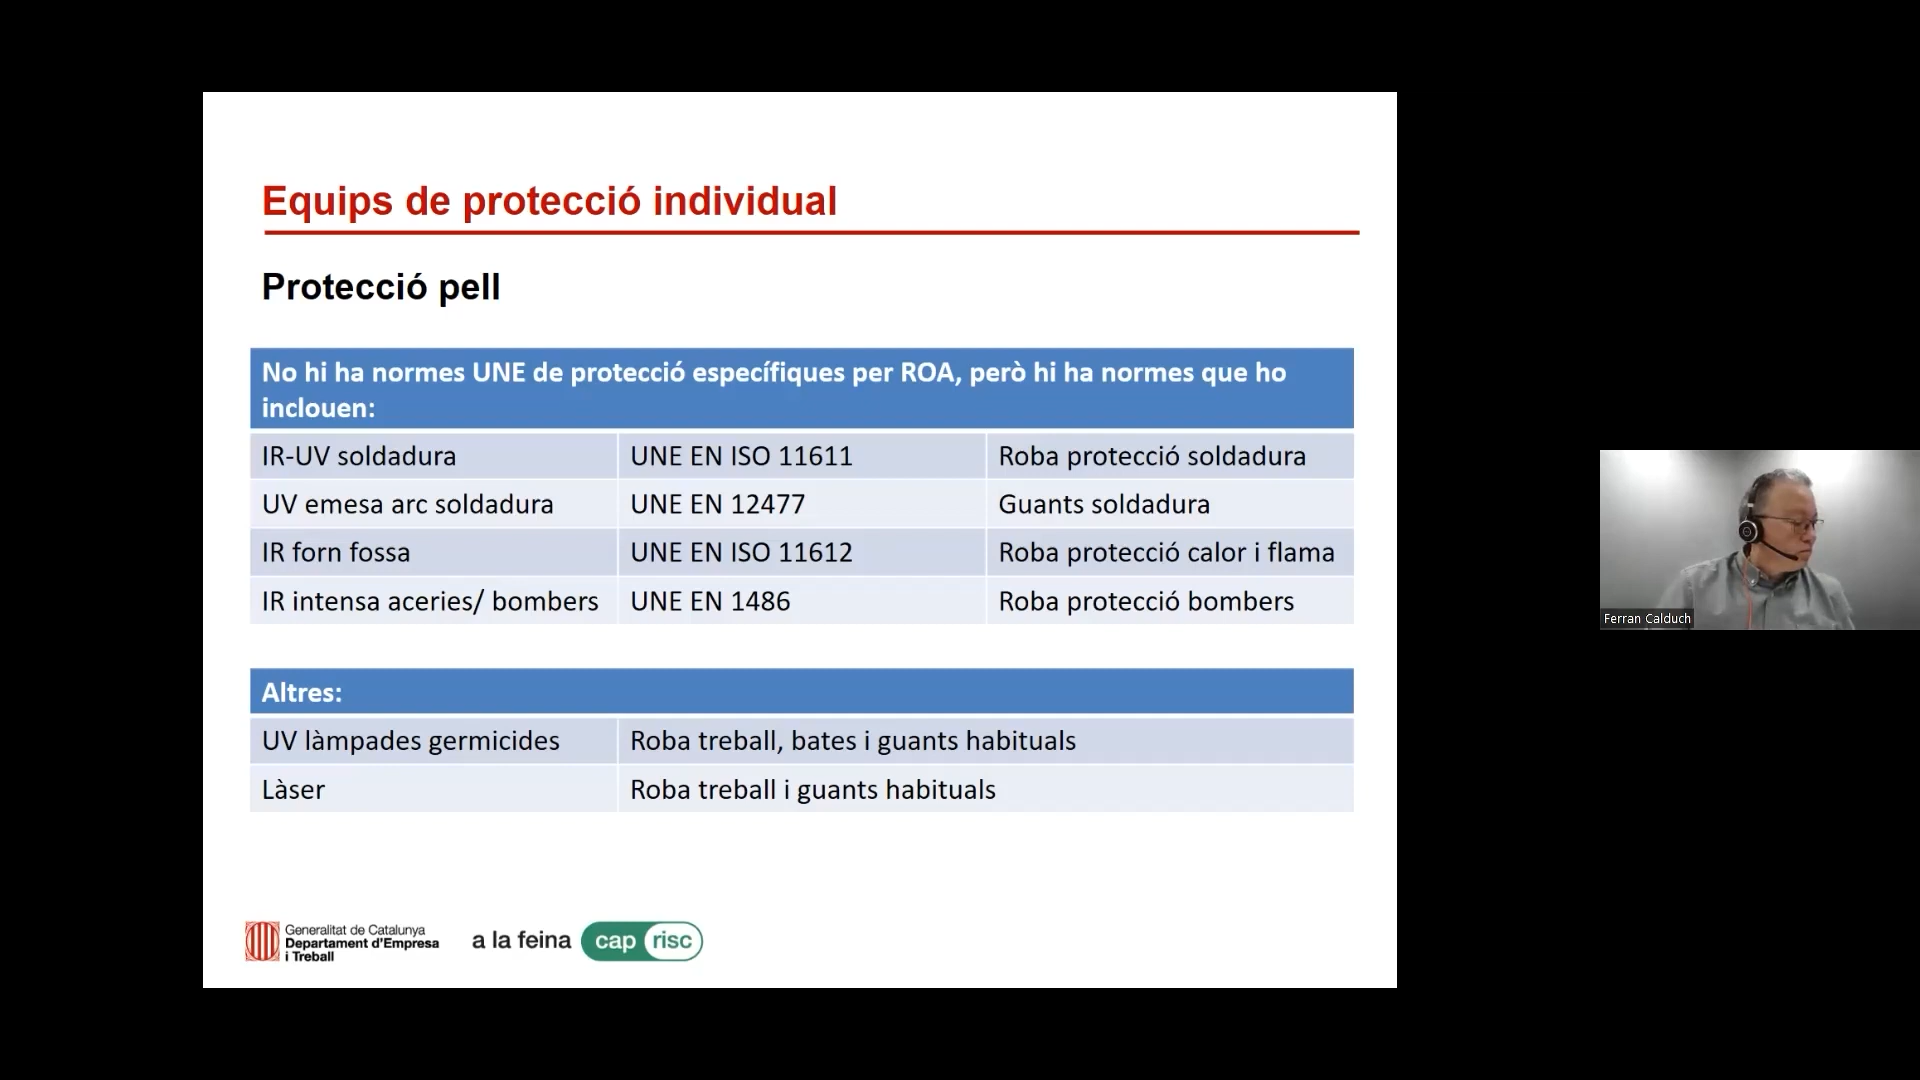 Equips de protecció individual
Protecció pell
No hi ha normes UNE de protecció específiques per ROA, però hi ha normes que ho
inclouen:
IR-UV soldadura UNE EN ISO 11611 Roba protecció soldadura
UV emesa arc soldadura UNE EN 12477 Guants soldadura
IR forn fossa UNE EN ISO 11612 Roba protecció calor i flama
IR intensa aceries/ bombers UNE EN 1486 Roba protecció bombers
Altres:
UV làmpades germicides Roba treball, bates i guants habituals
Làser Roba treball i guants habituals
Ferran Calduch
Generalitat de Catalunya
Departament d'Empresa
i Treball
a la feina cap risc